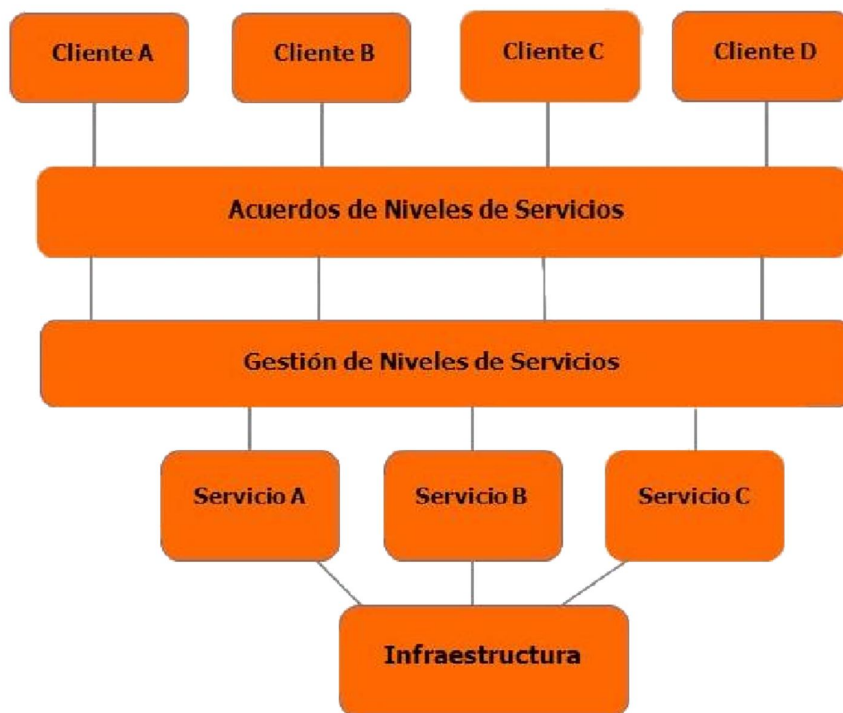 Cliente A
Cliente B
Cliente C
Cliente D
Acuerdos de Niveles de Servicios
Gestión de Niveles de Servicios
Servicio A
Servicio B
Servicio C
Infraestructura